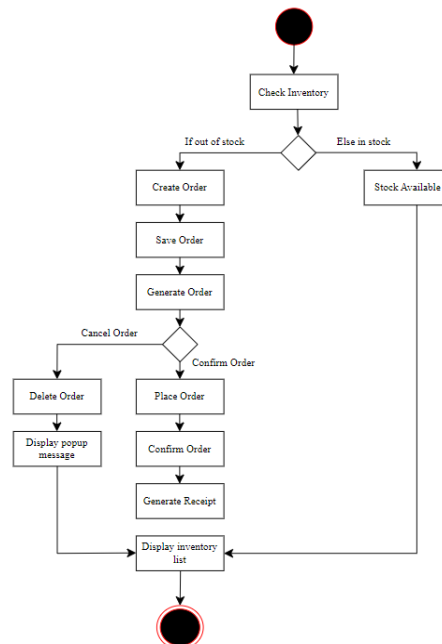 Check Inventory
If out of stock
Else in stock
Create Order
Stock Available
Save Order
Generate Order
Cancel Order
Confirm Order
Delete Order
Place Order
Display popup
message
Confirm Order
Generate Receipt
Display inventory
list